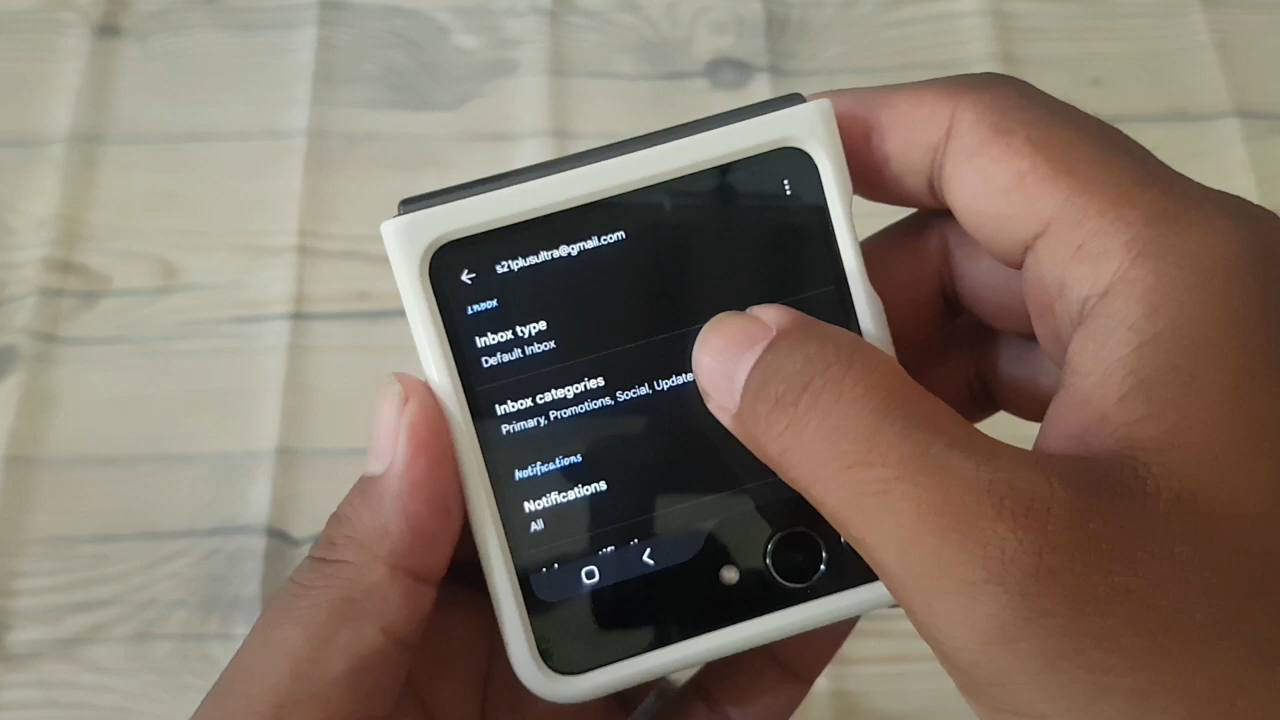 s21plusultra@gmail.com
Inbox
Inbox type
Default Inbox
Inbox categories
Primary, Promotions, Social, Update
Notifications
Notifications
All